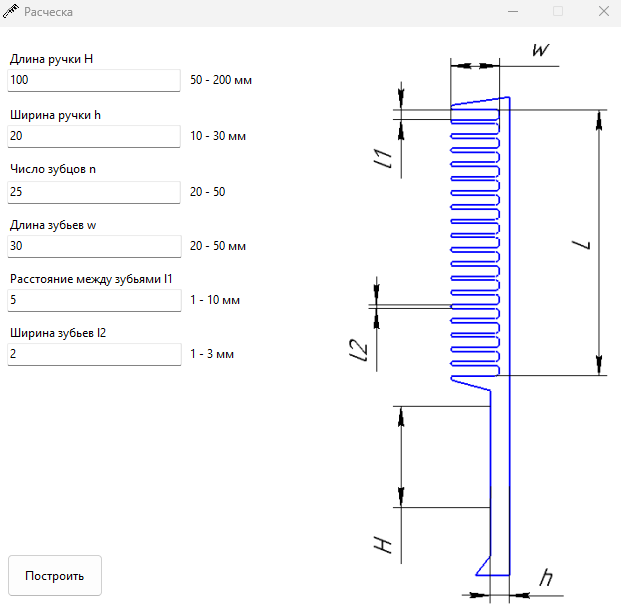 Расческа
Длина ручки H
100 50 - 200 мм
Ширина ручки h
20 10 - 30 мм
Число зубцов n
25 20 - 50
Длина зубьев w
30 20 - 50 мм
Расстояние между зубьями l1
5 1 - 10 мм
Ширина зубьев l2
2 1 - 3 мм
Построить
w
l1
L
l2
H
h